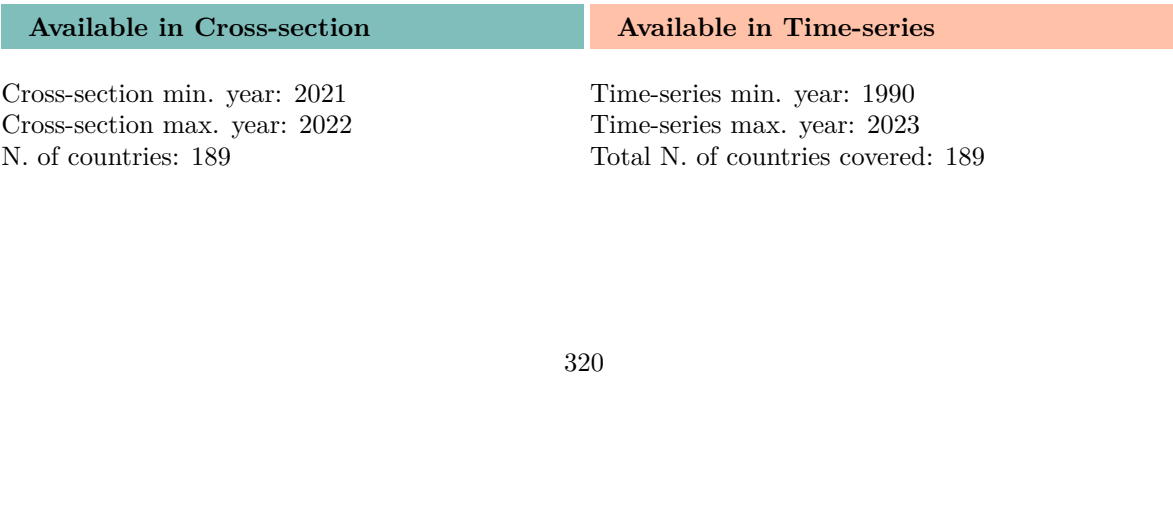 Available in Cross-section
Cross-section min. year: 2021
Cross-section max. year: 2022
N. of countries: 189
Available in Time-series
Time-series min. year: 1990
Time-series max. year: 2023
Total N. of countries covered: 189
320